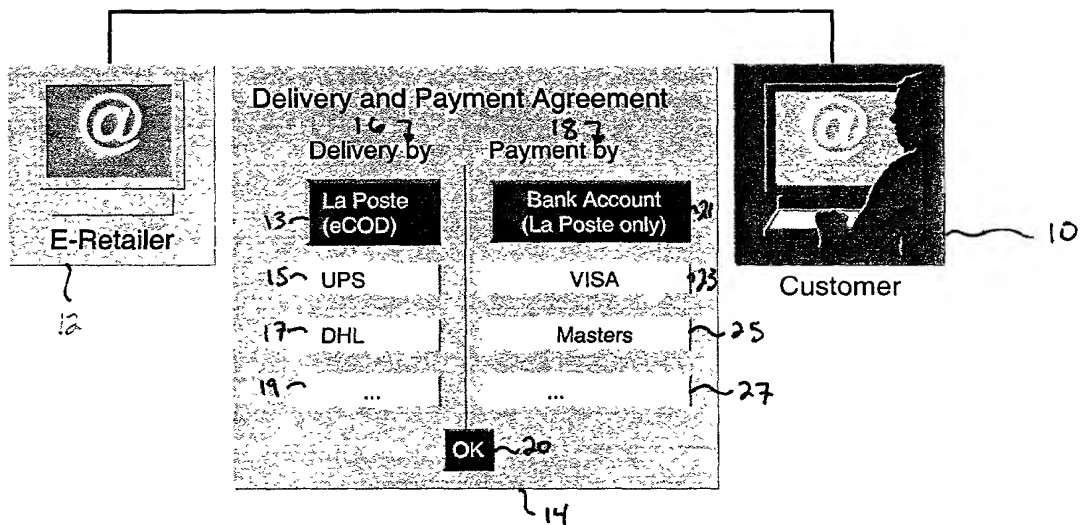 @
E-Retailer
12
Delivery and Payment Agreement
16 18
Delivery by Payment by
13 La Poste
(eCOD)
Bank Account
(La Poste only) 21
15 UPS
VISA 23
17 DHL
Masters 25
19 ...
... 27
OK 20
14
@
10
Customer